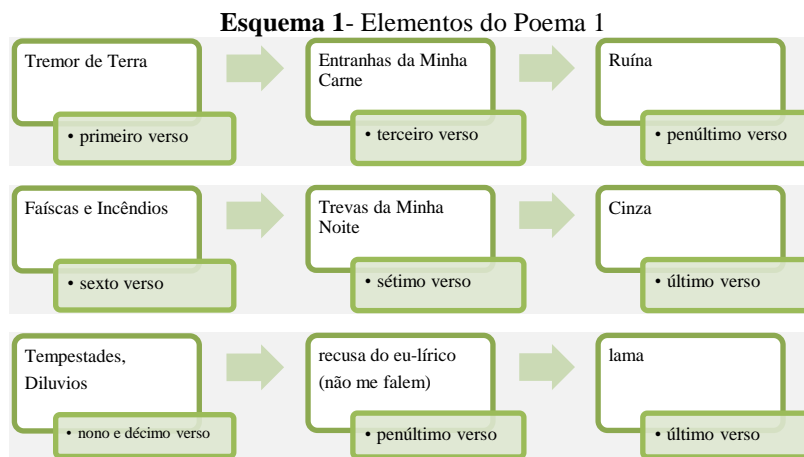 Esquema 1- Elementos do Poema 1
Tremor de Terra
• primeiro verso
Entranhas da Minha
Carne
• terceiro verso
Ruína
• penúltimo verso
Faíscas e Incêndios
• sexto verso
Trevas da Minha
Noite
• sétimo verso
Cinza
• último verso
Tempestades,
Diluvios
• nono e décimo verso
recusa do eu-lírico
(não me falem)
• penúltimo verso
lama
• último verso